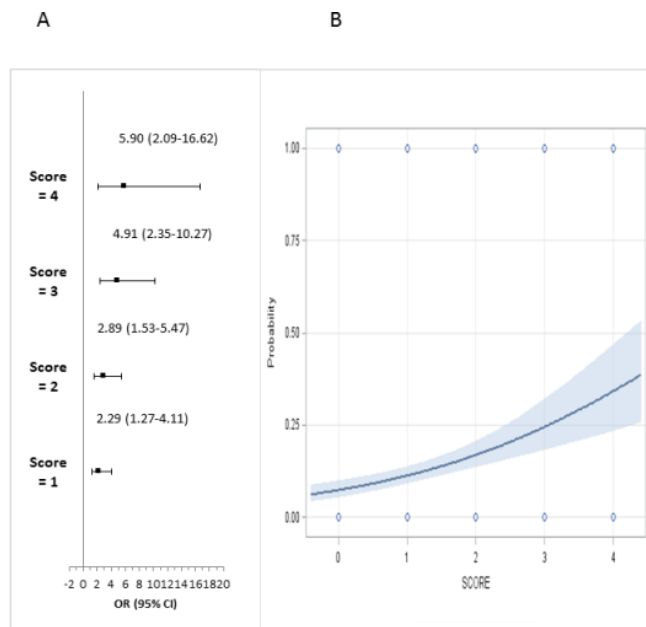 A
B
5.90 (2.09-16.62)
Score
= 4
4.91 (2.35-10.27)
Score
= 3
2.89 (1.53-5.47)
Score
= 2
2.29 (1.27-4.11)
Score
= 1
-2 0 2 4 6 8 10 12 14 16 18 20
OR (95% CI)
1.00
0.75
0.50
0.25
0.00
Probability
0 1 2 3 4
SCORE